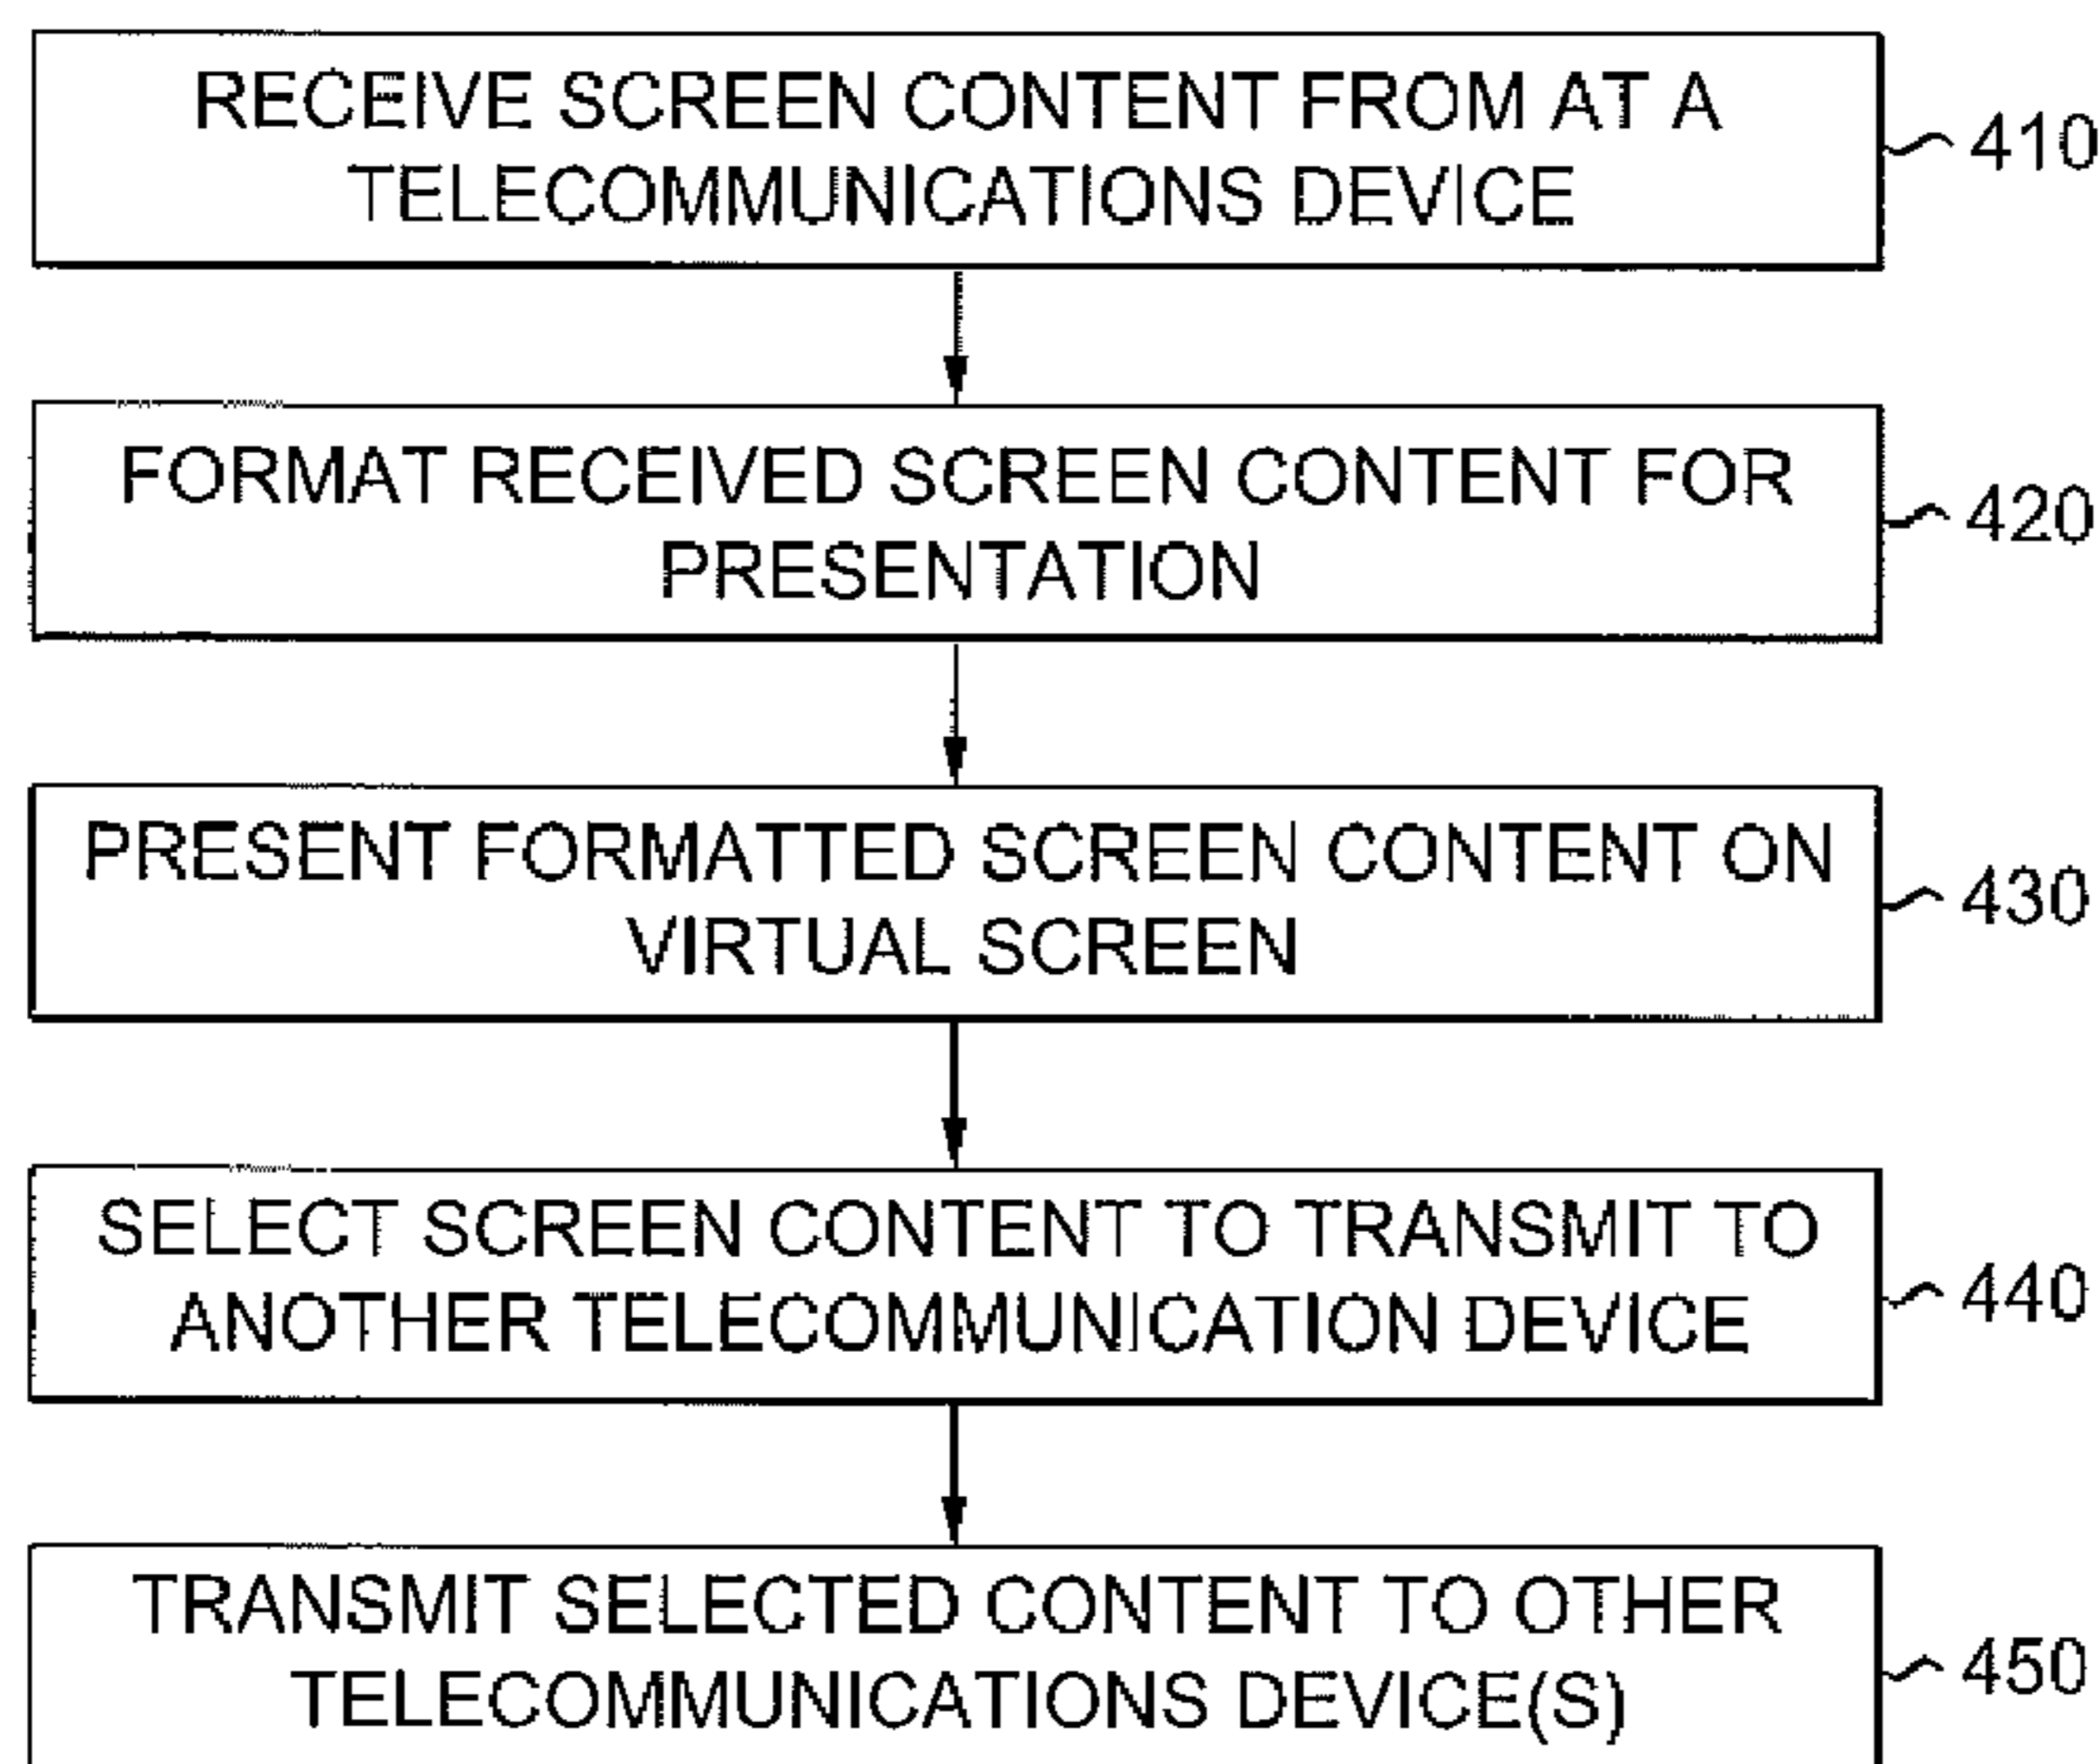 RECEIVE SCREEN CONTENT FROM AT A
TELECOMMUNICATIONS DEVICE
410
FORMAT RECEIVED SCREEN CONTENT FOR
PRESENTATION
420
PRESENT FORMATTED SCREEN CONTENT ON
VIRTUAL SCREEN
430
SELECT SCREEN CONTENT TO TRANSMIT TO
ANOTHER TELECOMMUNICATION DEVICE
440
TRANSMIT SELECTED CONTENT TO OTHER
TELECOMMUNICATIONS DEVICE(S)
450